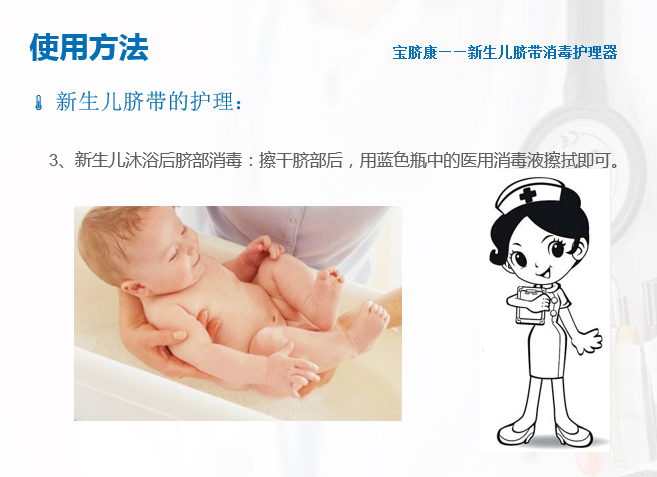 使用方法
宝脐康一一新生儿脐带消毒护理器
新生儿脐带的护理：
3、新生儿沐浴后脐部消毒：擦干脐部后，用蓝色瓶中的医用消毒液擦拭即可。